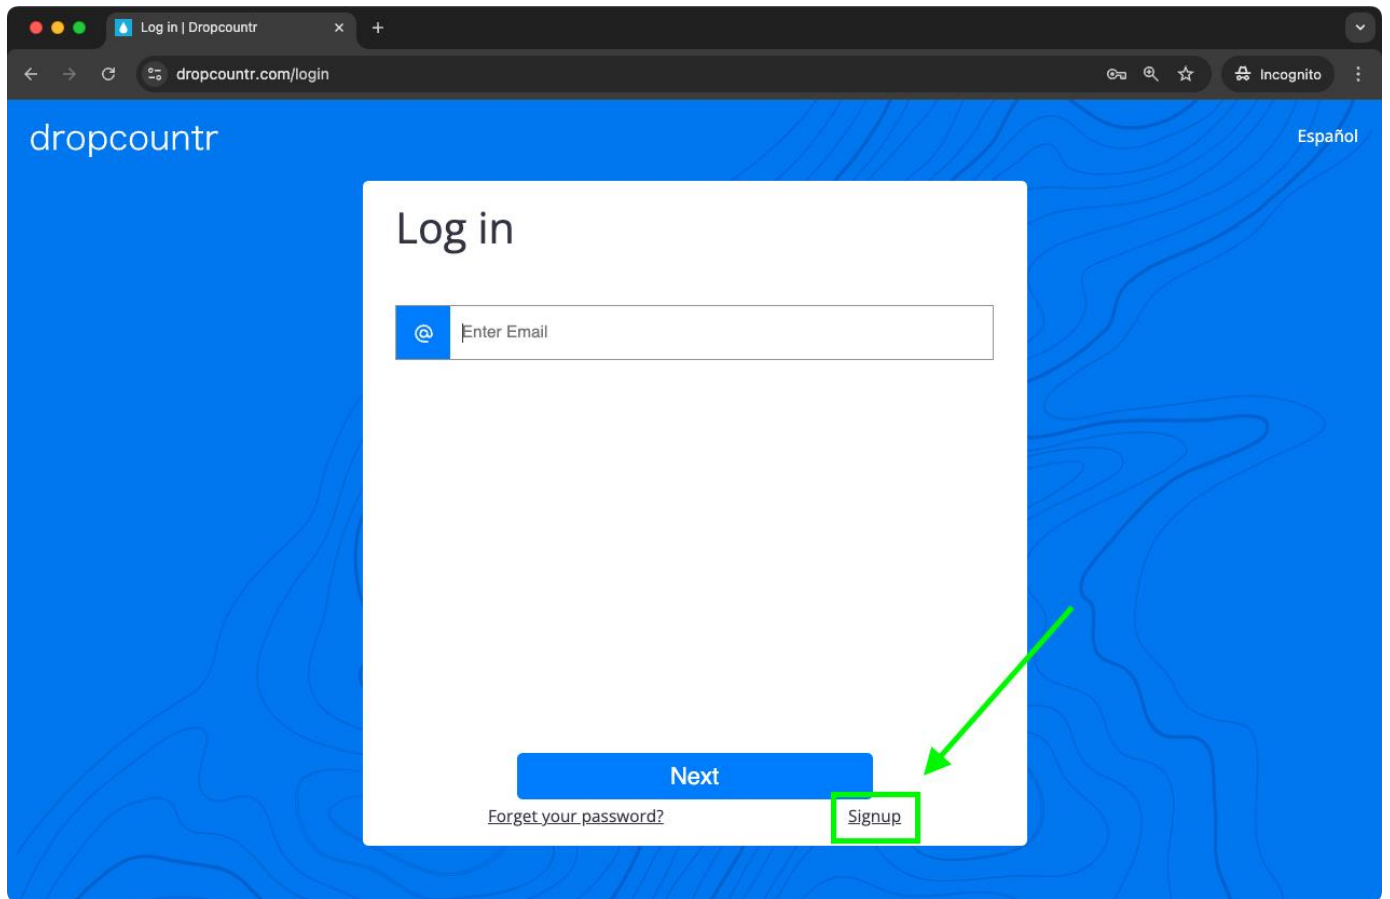 Log in | Dropcountr
dropcountr.com/login
Incognito
dropcountr
Español
Log in
@ Enter Email
Next
Forget your password? Signup